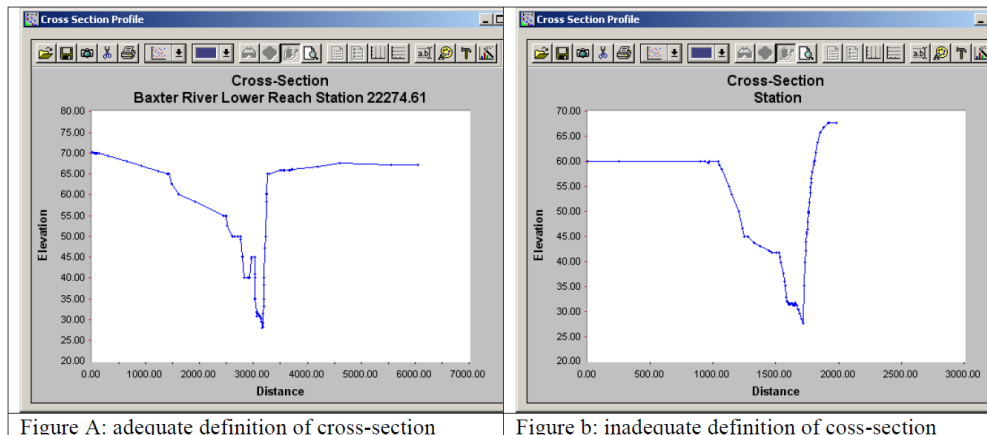 Cross Section Profile
Cross-Section
Baxter River Lower Reach Station 22274.61
80.00
75.00
70.00
65.00
60.00
55.00
50.00
45.00
40.00
35.00
30.00
25.00
20.00
Elevation
0.00 1000.00 2000.00 3000.00 4000.00 5000.00 6000.00 7000.00
Distance
Figure A: adequate definition of cross-section
Cross Section Profile
Cross-Section
Station
70.00
65.00
60.00
55.00
50.00
45.00
40.00
35.00
30.00
25.00
20.00
Elevation
0.00 500.00 1000.00 1500.00 2000.00 2500.00 3000.00
Distance
Figure b: inadequate definition of coss-section